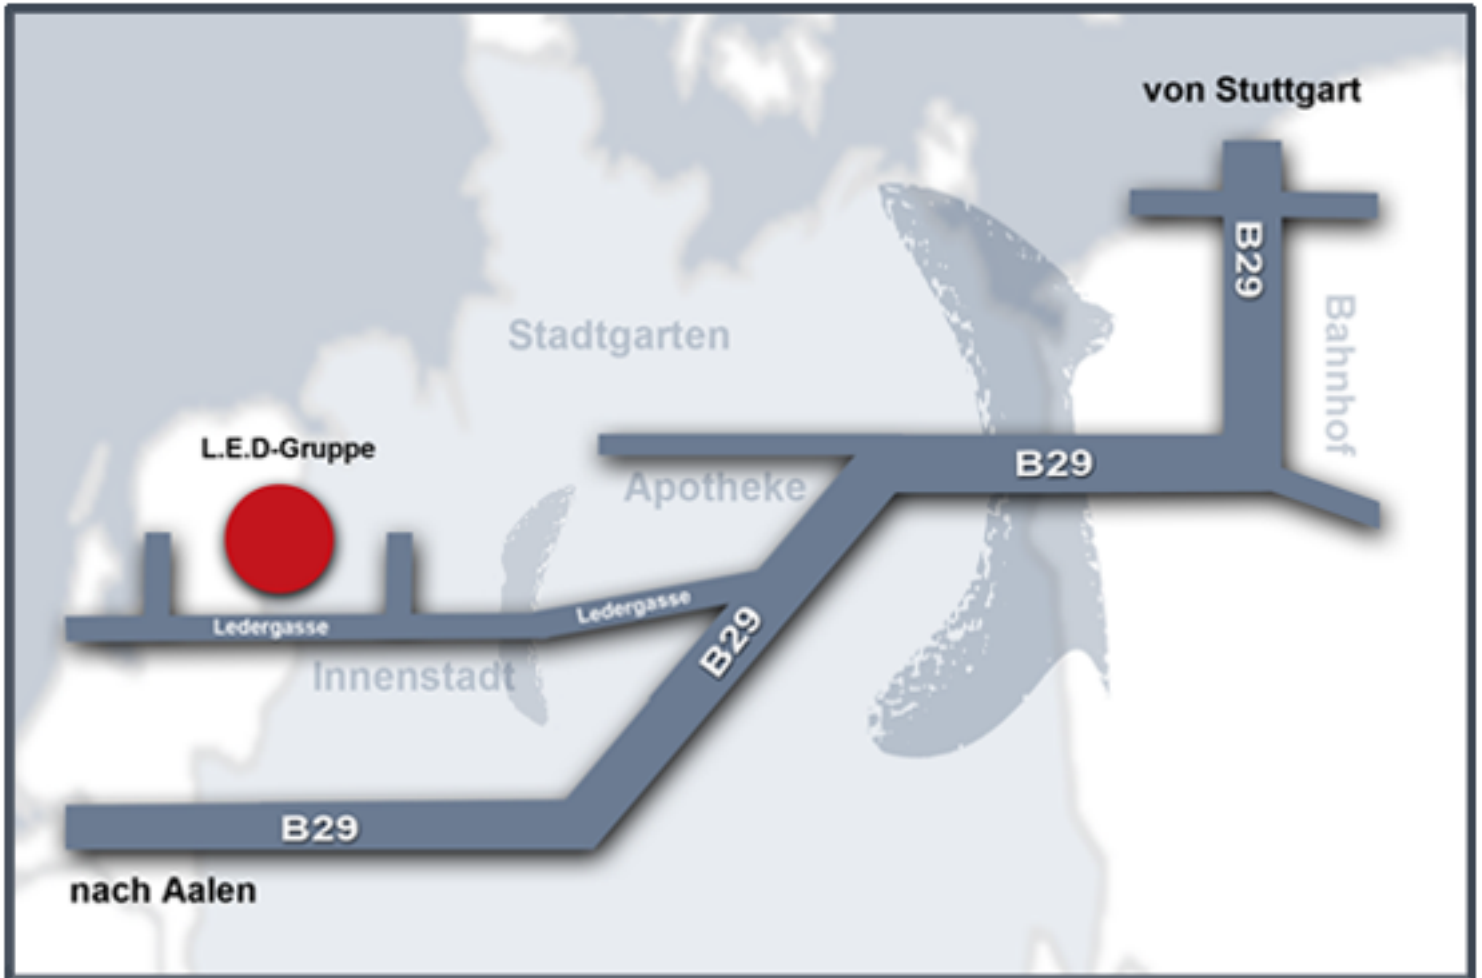 von Stuttgart
B29
Bahnhof
Stadtgarten
L.E.D-Gruppe
B29
Apotheke
Ledergasse
Ledergasse
B29
Innenstadt
B29
nach Aalen